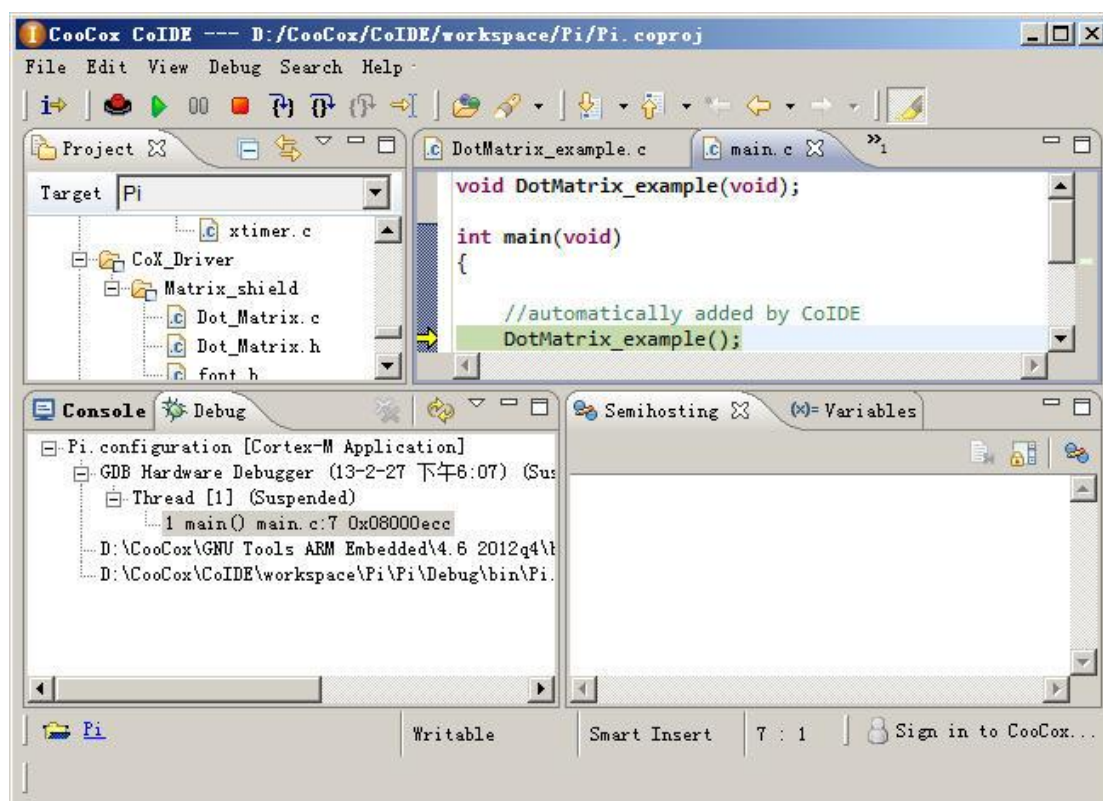 CooCox CoIDE --- D:/CooCox/CoIDE/workspace/Pi/Pi.coproj
File Edit View Debug Search Help
Project
Target Pi
xtimer.c
CoX_Driver
Matrix_shield
Dot_Matrix.c
Dot_Matrix.h
font.h
DotMatrix_example.c main.c »1
void DotMatrix_example(void);
int main(void)
{
//automatically added by CoIDE
DotMatrix_example();
Console Debug
Pi.configuration [Cortex-M Application]
GDB Hardware Debugger (13-2-27 下午6:07) (Sus
Thread [1] (Suspended)
1 main() main.c:7 0x08000ecc
D:\CooCox\GNU Tools ARM Embedded\4.6 2012q4\b
D:\CooCox\CoIDE\workspace\Pi\Pi\Debug\bin\Pi.
Semihosting (x)= Variables
Pi Writable Smart Insert 7 : 1 Sign in to CooCox...